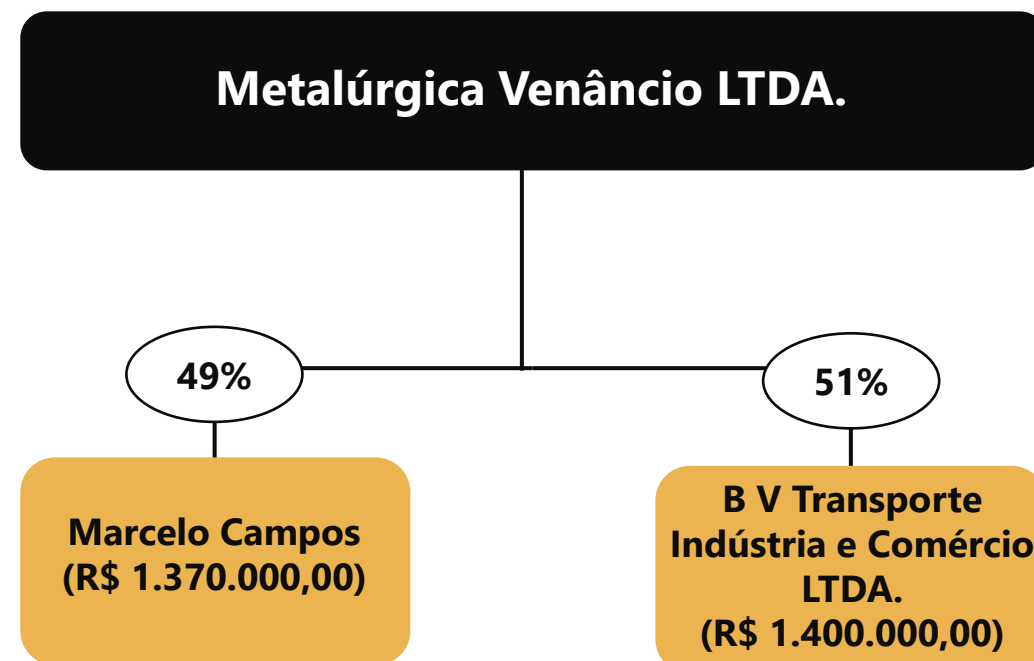 Metalúrgica Venâncio LTDA.
49%
51%
Marcelo Campos
(R$ 1.370.000,00)
B V Transporte
Indústria e Comércio
LTDA.
(R$ 1.400.000,00)